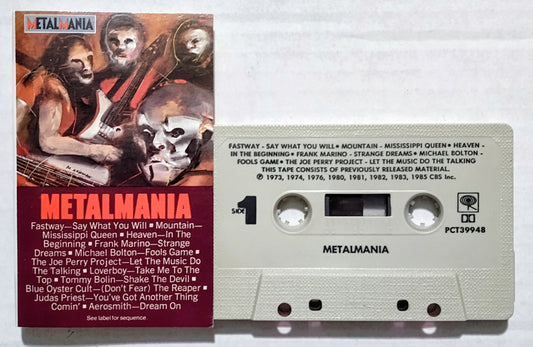 METALMANIA
METALMANIA
Fastway—Say What You Will ■ Mountain—
Mississippi Queen ■ Heaven—In The
Beginning ■ Frank Marino—Strange
Dreams ■ Michael Bolton—Fools Game ■
The Joe Perry Project—Let The Music Do
The Talking ■ Loverboy—Take Me To The
Top ■ Tommy Bolin—Shake The Devil ■
Blue Oyster Cult—(Don't Fear) The Reaper ■
Judas Priest—You've Got Another Thing
Comin' ■ Aerosmith—Dream On
See label for sequence.
FASTWAY - SAY WHAT YOU WILL • MOUNTAIN - MISSISSIPPI QUEEN • HEAVEN -
IN THE BEGINNING • FRANK MARINO - STRANGE DREAMS • MICHAEL BOLTON -
FOOLS GAME • THE JOE PERRY PROJECT - LET THE MUSIC DO THE TALKING
THIS TAPE CONSISTS OF PREVIOUSLY RELEASED MATERIAL.
℗ 1973, 1974, 1976, 1980, 1981, 1982, 1983, 1985 CBS Inc.
SIDE 1
PCT39948
METALMANIA